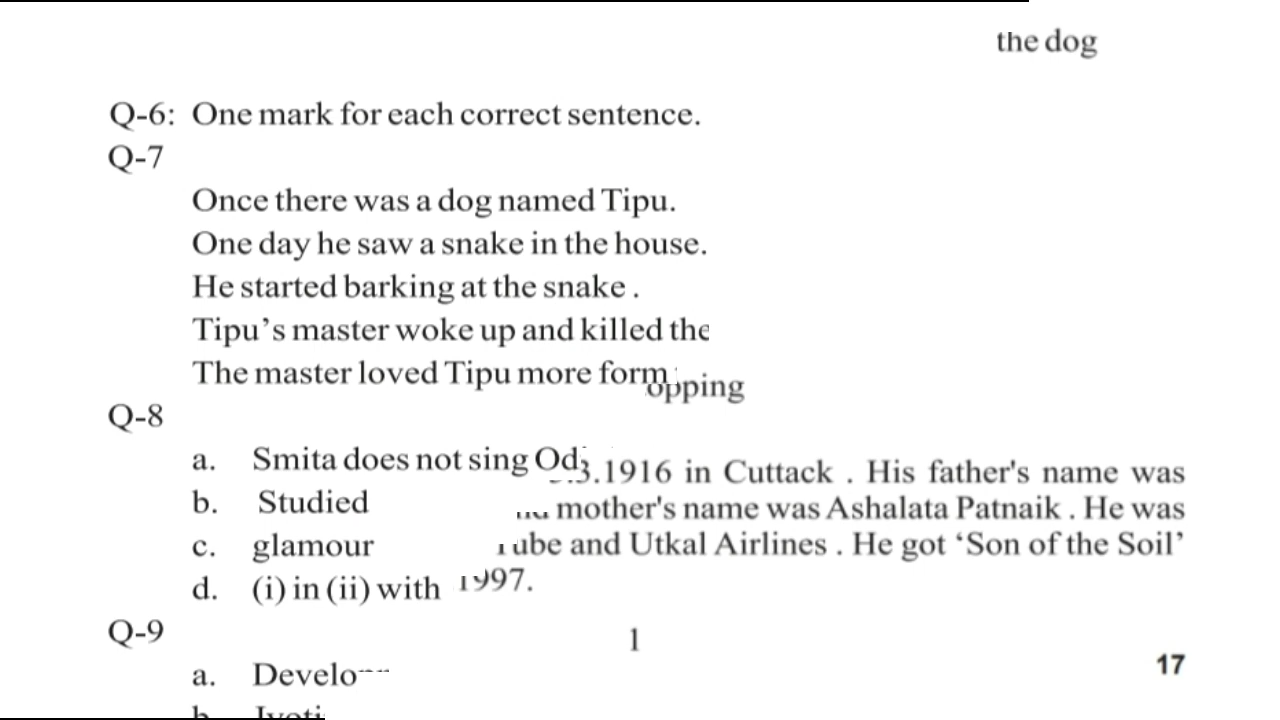 the dog
Q-6: One mark for each correct sentence.
Q-7
Once there was a dog named Tipu.
One day he saw a snake in the house.
He started barking at the snake .
Tipu’s master woke up and killed the
The master loved Tipu more form
opping
Q-8
a. Smita does not sing
.1916 in Cuttack . His father's name was
b. Studied
mother's name was Ashalata Patnaik . He was
c. glamour
and Utkal Airlines . He got ‘Son of the Soil’
d. (i) in (ii) with
1997.
Q-9
1
17
a. Develo